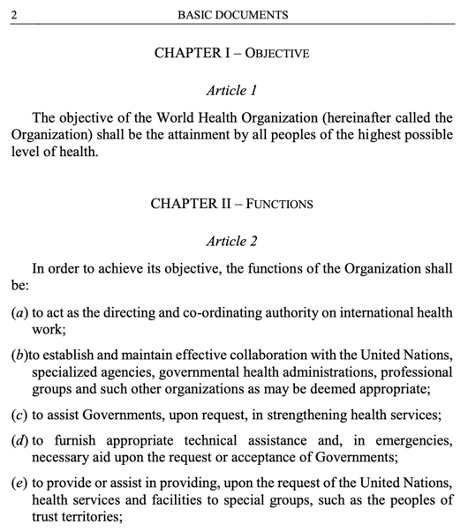 2 BASIC DOCUMENTS
CHAPTER I – OBJECTIVE
Article 1
The objective of the World Health Organization (hereinafter called the
Organization) shall be the attainment by all peoples of the highest possible
level of health.
CHAPTER II – FUNCTIONS
Article 2
In order to achieve its objective, the functions of the Organization shall
be:
(a) to act as the directing and co-ordinating authority on international health
work;
(b)to establish and maintain effective collaboration with the United Nations,
specialized agencies, governmental health administrations, professional
groups and such other organizations as may be deemed appropriate;
(c) to assist Governments, upon request, in strengthening health services;
(d) to furnish appropriate technical assistance and, in emergencies,
necessary aid upon the request or acceptance of Governments;
(e) to provide or assist in providing, upon the request of the United Nations,
health services and facilities to special groups, such as the peoples of
trust territories;